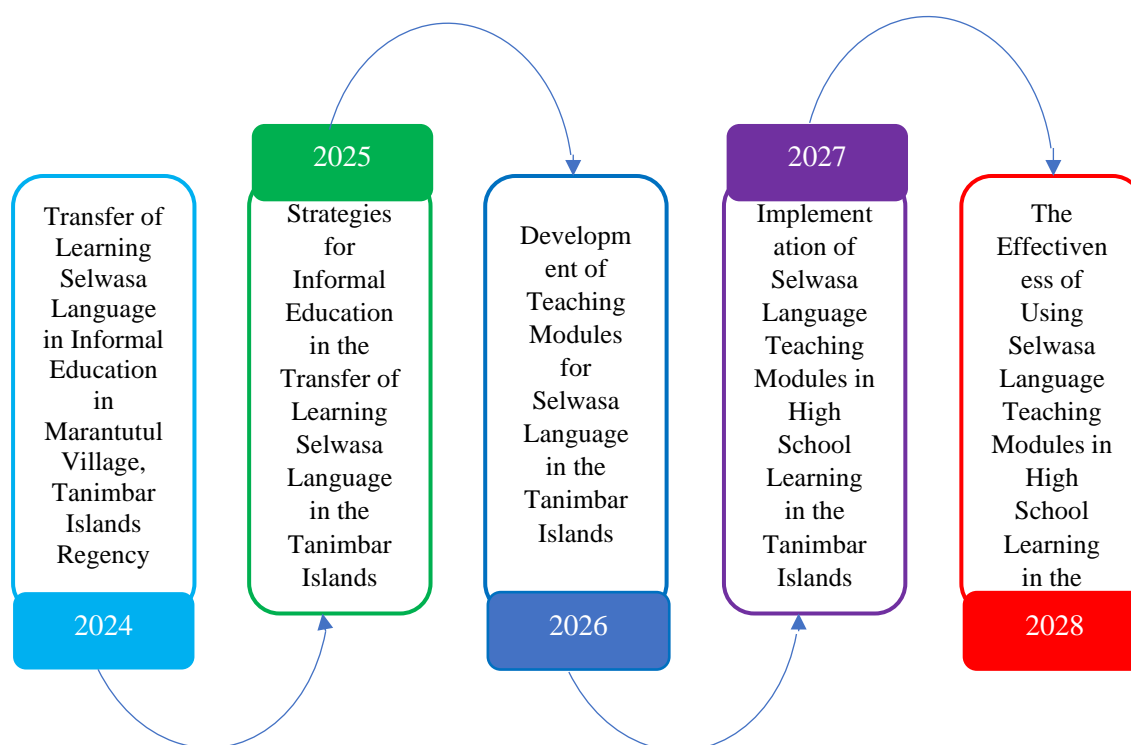 Transfer of
Learning
Selwasa
Language
in Informal
Education
in
Marantutul
Village,
Tanimbar
Islands
Regency
2024
2025
Strategies
for
Informal
Education
in the
Transfer of
Learning
Selwasa
Language
in the
Tanimbar
Islands
Developm
ent of
Teaching
Modules
for
Selwasa
Language
in the
Tanimbar
Islands
2026
2027
Implement
ation of
Selwasa
Language
Teaching
Modules in
High
School
Learning
in the
Tanimbar
Islands
The
Effectiven
ess of
Using
Selwasa
Language
Teaching
Modules in
High
School
Learning
in the
2028